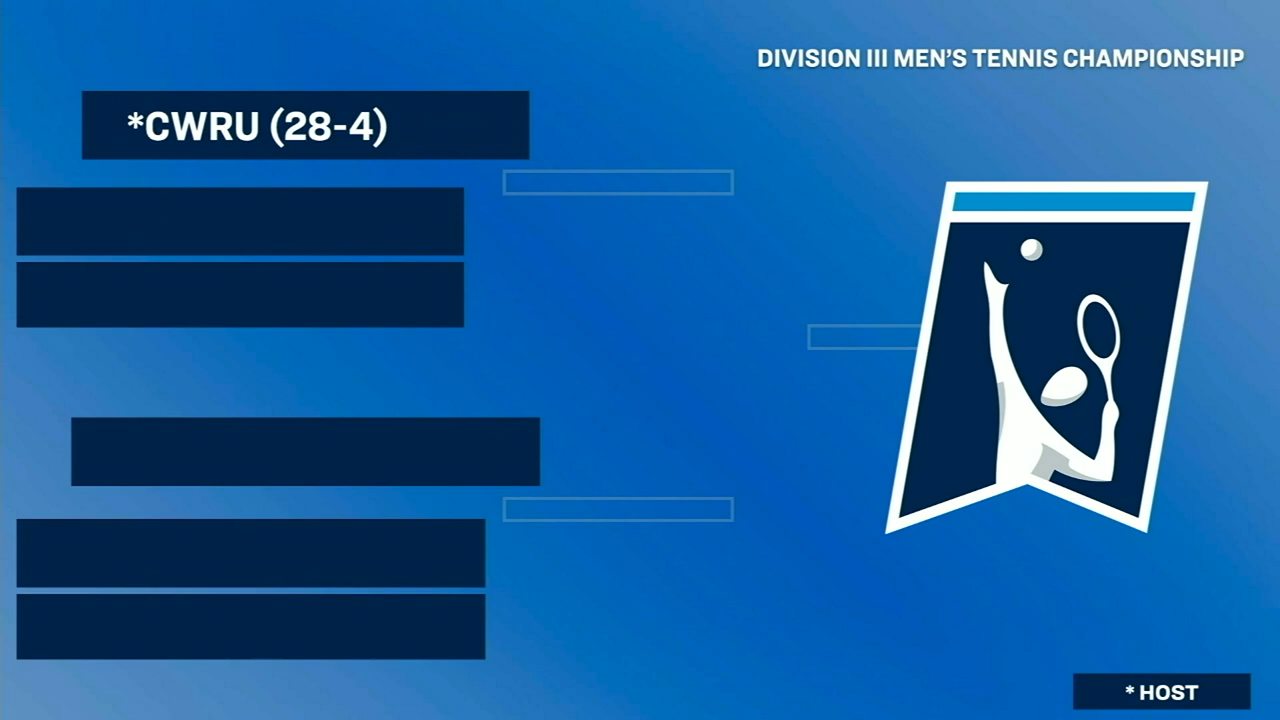 DIVISION III MEN’S TENNIS CHAMPIONSHIP
*CWRU (28-4)
* HOST